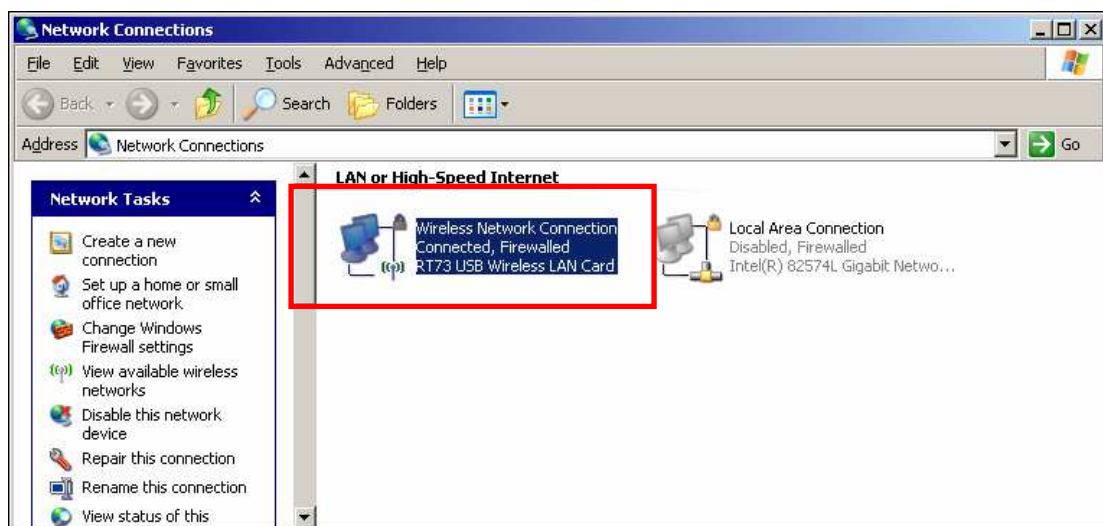 Network Connections
File Edit View Favorites Tools Advanced Help
Back Search Folders
Address Network Connections Go
Network Tasks
Create a new
connection
Set up a home or small
office network
Change Windows
Firewall settings
View available wireless
networks
Disable this network
device
Repair this connection
Rename this connection
View status of this
LAN or High-Speed Internet
Wireless Network Connection
Connected, Firewalled
RT73 USB Wireless LAN Card
Local Area Connection
Disabled, Firewalled
Intel(R) 82574L Gigabit Netwo...